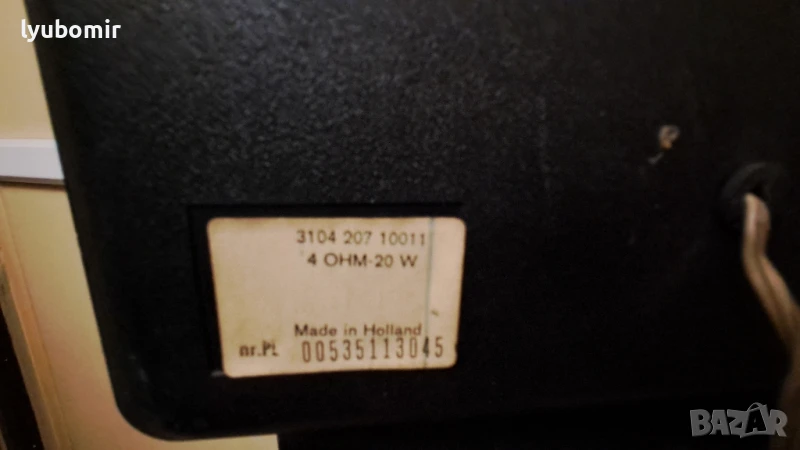 lyubomir
3104 207 10011
4 OHM-20 W
Made in Holland
nr.PL 00535113045
BAZAR